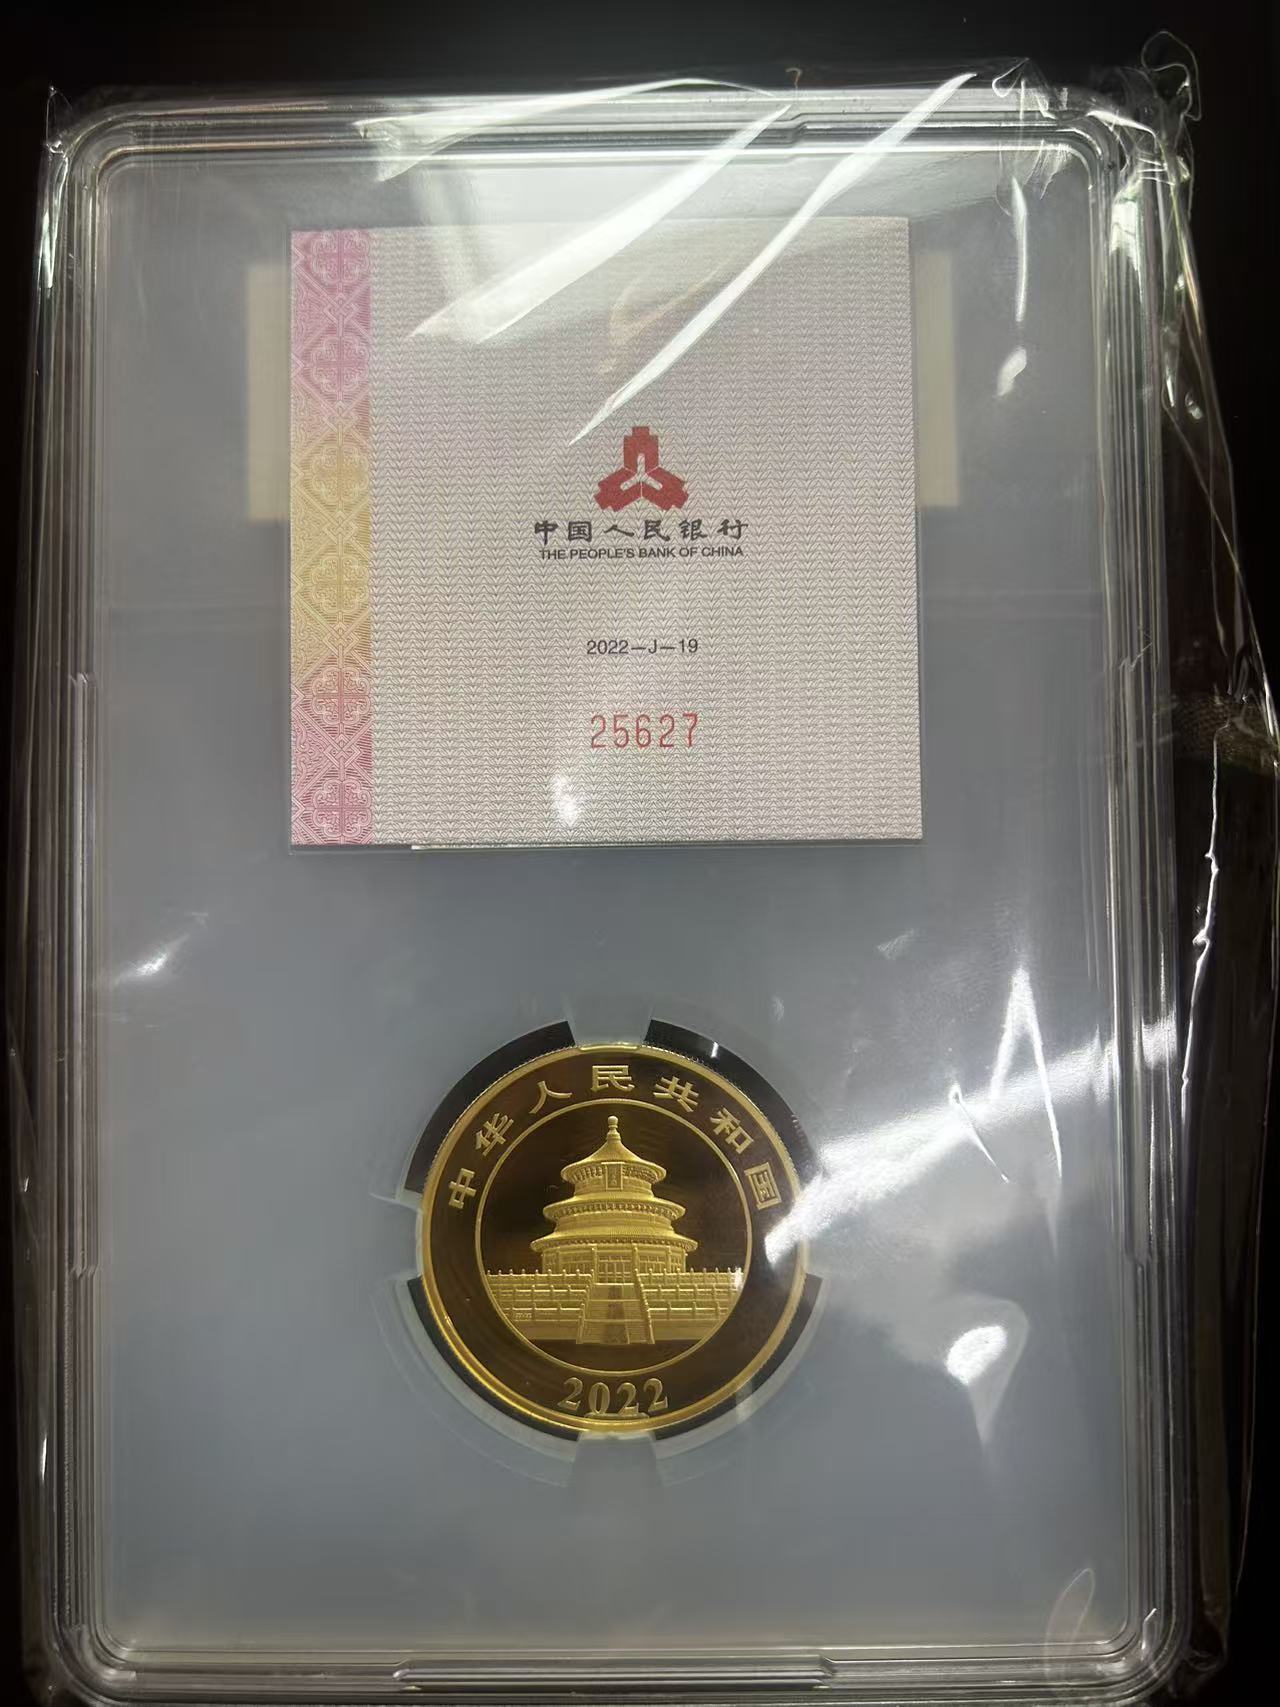 中国人民银行
THE PEOPLE'S BANK OF CHINA
2022—J—19
25627
中华人民共和国
2022